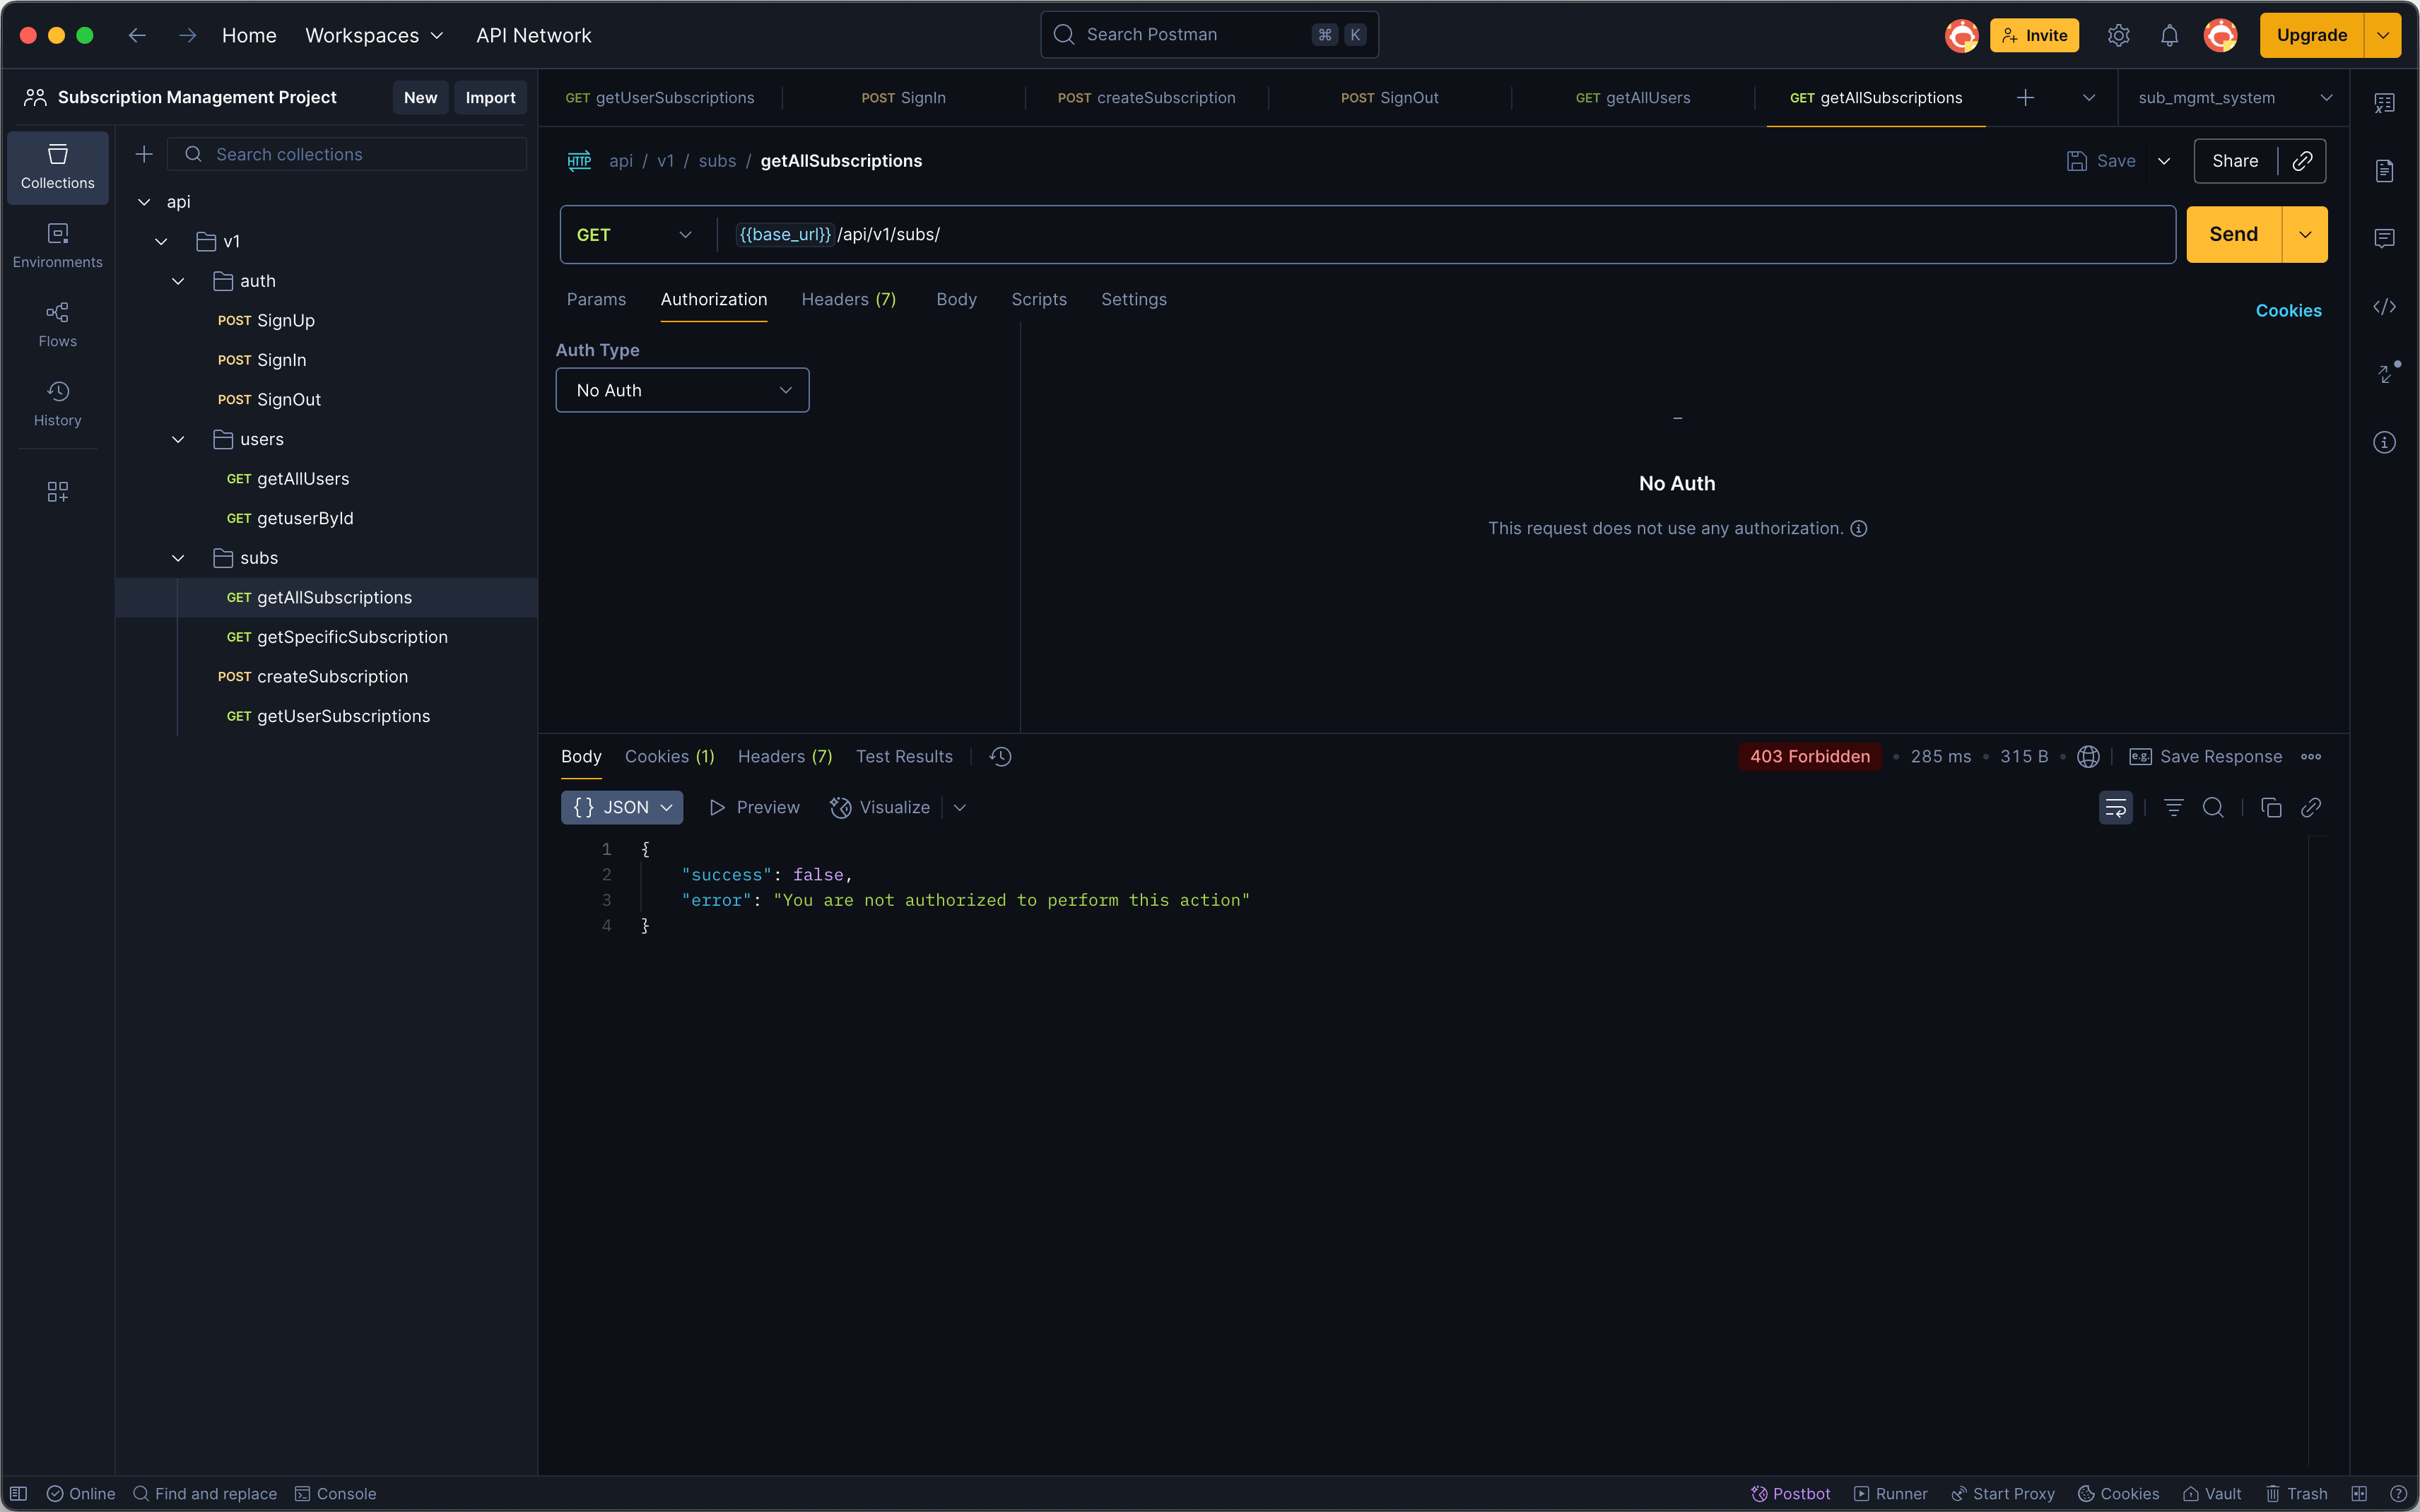 Home Workspaces API Network
Search Postman ⌘ K
Invite
Upgrade
Subscription Management Project
New Import
GET getUserSubscriptions
POST SignIn
POST createSubscription
POST SignOut
GET getAllUsers
GET getAllSubscriptions
sub_mgmt_system
Collections
Environments
Flows
History
Search collections
api
v1
auth
POST SignUp
POST SignIn
POST SignOut
users
GET getAllUsers
GET getuserById
subs
GET getAllSubscriptions
GET getSpecificSubscription
POST createSubscription
GET getUserSubscriptions
HTTP api / v1 / subs / getAllSubscriptions
Save
Share
GET {{base_url}} /api/v1/subs/
Send
Params Authorization Headers (7) Body Scripts Settings
Cookies
Auth Type
No Auth
No Auth
This request does not use any authorization.
Body Cookies (1) Headers (7) Test Results
403 Forbidden • 285 ms • 315 B •
e.g. Save Response
{} JSON Preview Visualize
1 {
2 "success": false,
3 "error": "You are not authorized to perform this action"
4 }
Online Find and replace Console
Postbot Runner Start Proxy Cookies Vault Trash